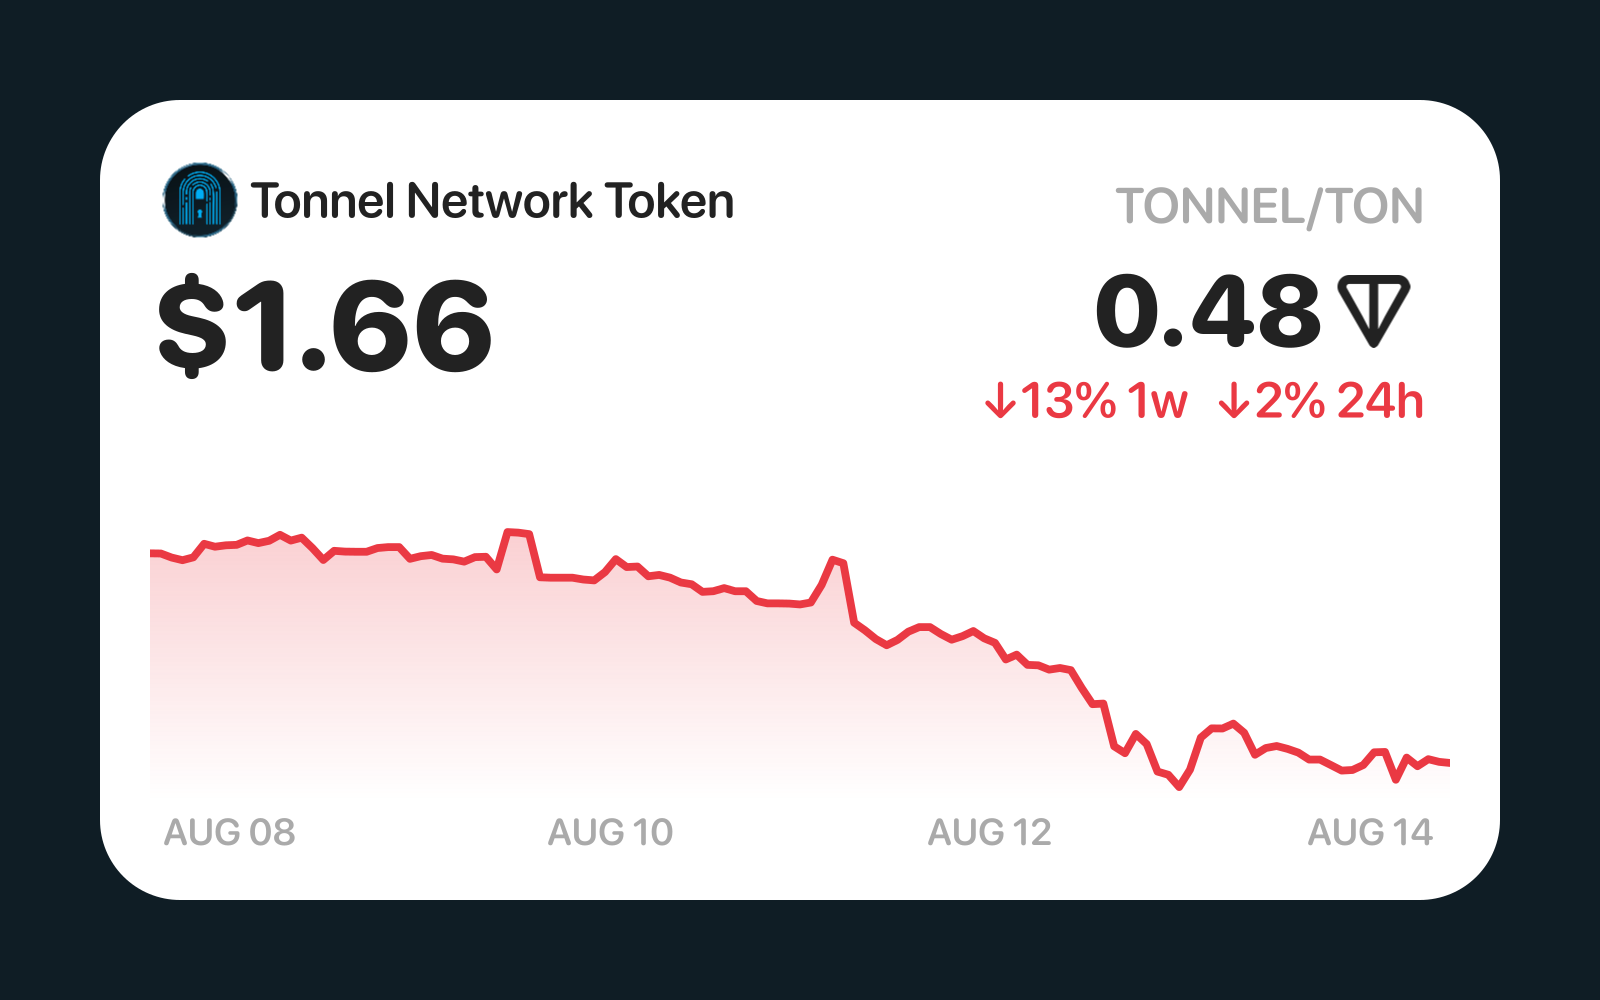 Tonnel Network Token
TONNEL/TON
$1.66
0.48
↓13% 1w ↓2% 24h
AUG 08 AUG 10 AUG 12 AUG 14